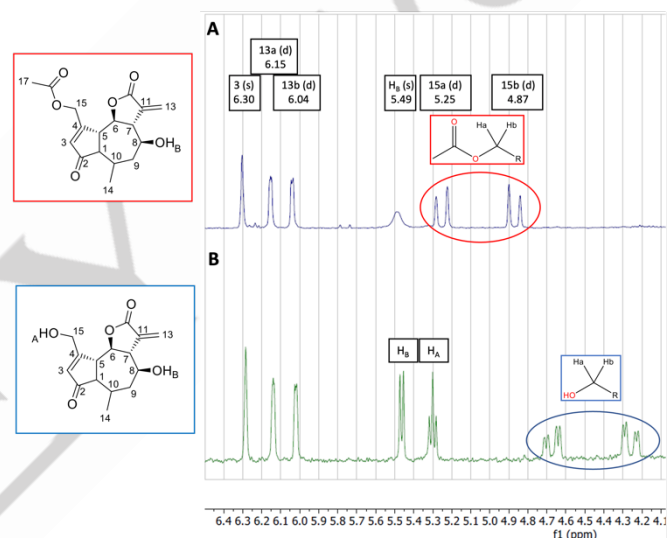 A
13a (d)
6.15
3 (s)
6.30
13b (d)
6.04
HB (s)
5.49
15a (d)
5.25
15b (d)
4.87
O
17
O
15
O
O
11
13
4
6
7
3
5
8
OHB
1
2
10
9
O
14
O
Ha
Hb
O
R
B
HO
A
15
O
O
11
13
4
6
7
3
5
8
OHB
1
2
10
9
O
14
HB
HA
Ha
Hb
HO
R
6.4 6.3 6.2 6.1 6.0 5.9 5.8 5.7 5.6 5.5 5.4 5.3 5.2 5.1 5.0 4.9 4.8 4.7 4.6 4.5 4.4 4.3 4.2 4.1
f1 (ppm)